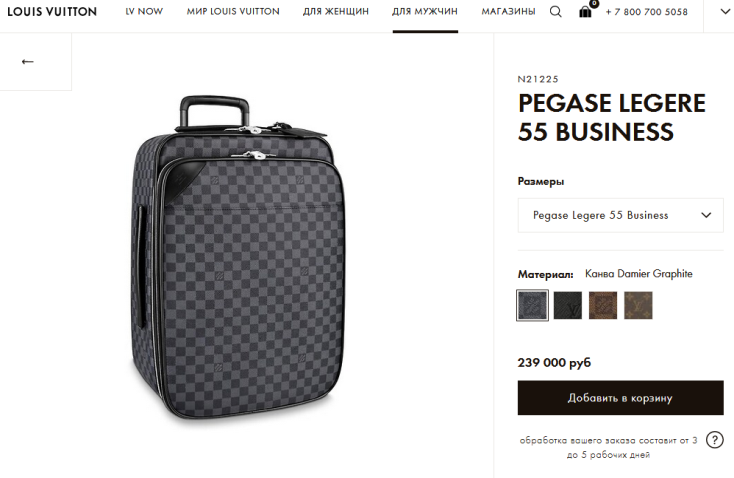 LOUIS VUITTON
LV NOW
МИР LOUIS VUITTON
ДЛЯ ЖЕНЩИН
ДЛЯ МУЖЧИН
МАГАЗИНЫ
0
+ 7 800 700 5058
←
N21225
PEGASE LEGERE
55 BUSINESS
Размеры
Pegase Legere 55 Business
Материал: Канва Damier Graphite
239 000 руб
Добавить в корзину
обработка вашего заказа составит от 3 ?
до 5 рабочих дней